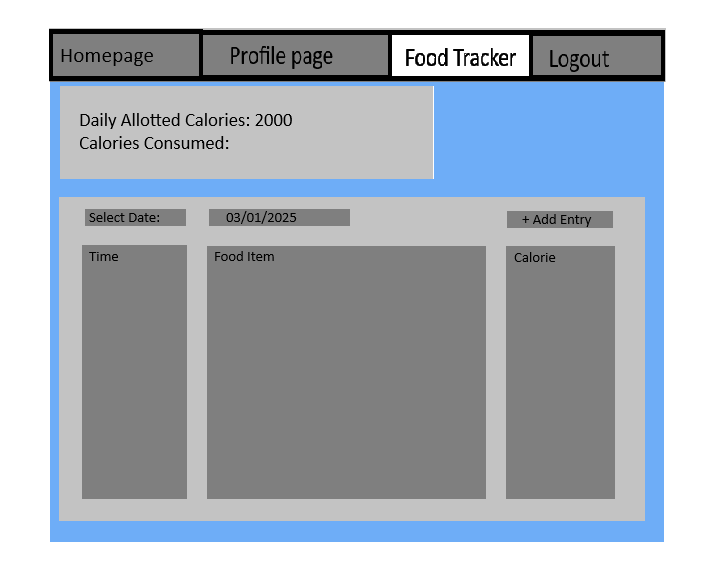 Homepage Profile page Food Tracker Logout
Daily Allotted Calories: 2000
Calories Consumed:
Select Date: 03/01/2025 + Add Entry
Time Food Item Calorie